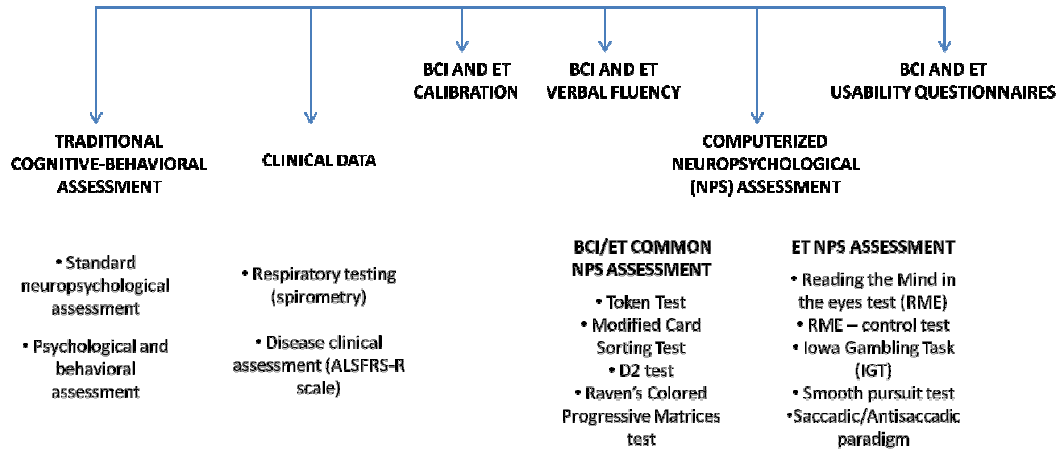 BCI AND ET
CALIBRATION
BCI AND ET
VERBAL FLUENCY
BCI AND ET
USABILITY QUESTIONNAIRES
TRADITIONAL
COGNITIVE-BEHAVIORAL
ASSESSMENT
CLINICAL DATA
COMPUTERIZED
NEUROPSYCHOLOGICAL
(NPS) ASSESSMENT
• Standard
neuropsychological
assessment
• Psychological and
behavioral
assessment
• Respiratory testing
(spirometry)
• Disease clinical
assessment (ALSFRS-R
scale)
BCI/ET COMMON
NPS ASSESSMENT
• Token Test
• Modified Card
Sorting Test
• D2 test
• Raven's Colored
Progressive Matrices
test
ET NPS ASSESSMENT
• Reading the Mind in
the eyes test (RME)
• RME – control test
• Iowa Gambling Task
(IGT)
• Smooth pursuit test
•Saccadic/Antisaccadic
paradigm